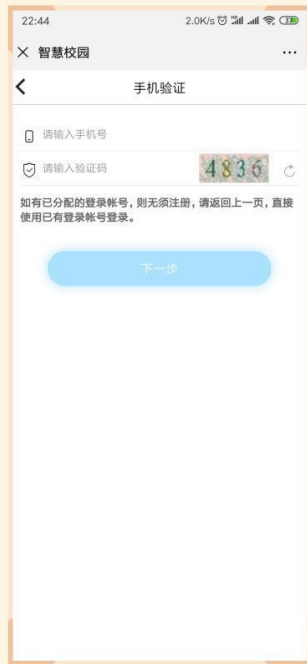 22:44
2.0K/s
智慧校园
手机验证
请输入手机号
请输入验证码
4836
如有已分配的登录帐号，则无须注册，请返回上一页，直接
使用已有登录帐号登录。
下一步